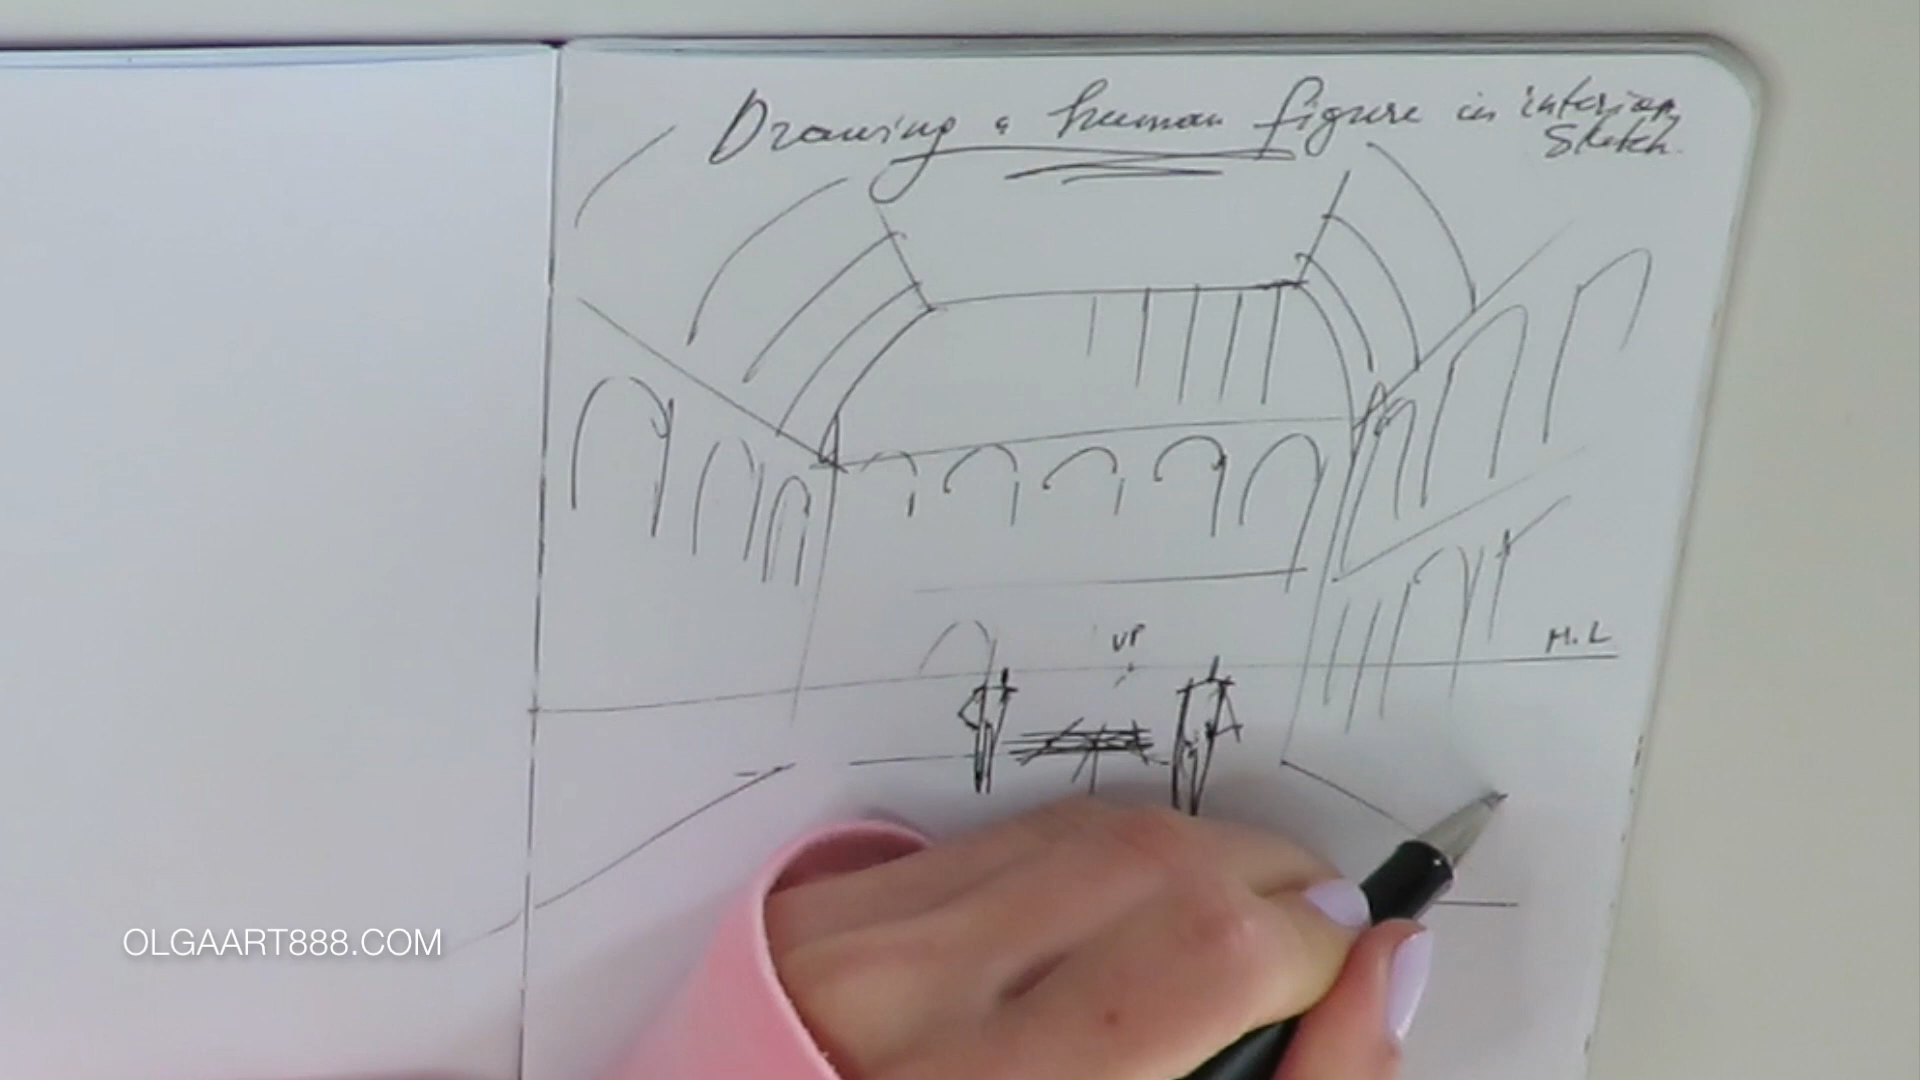 Drawing a human figure in interior
Sketch.
VP
H.L
OLGAART888.COM